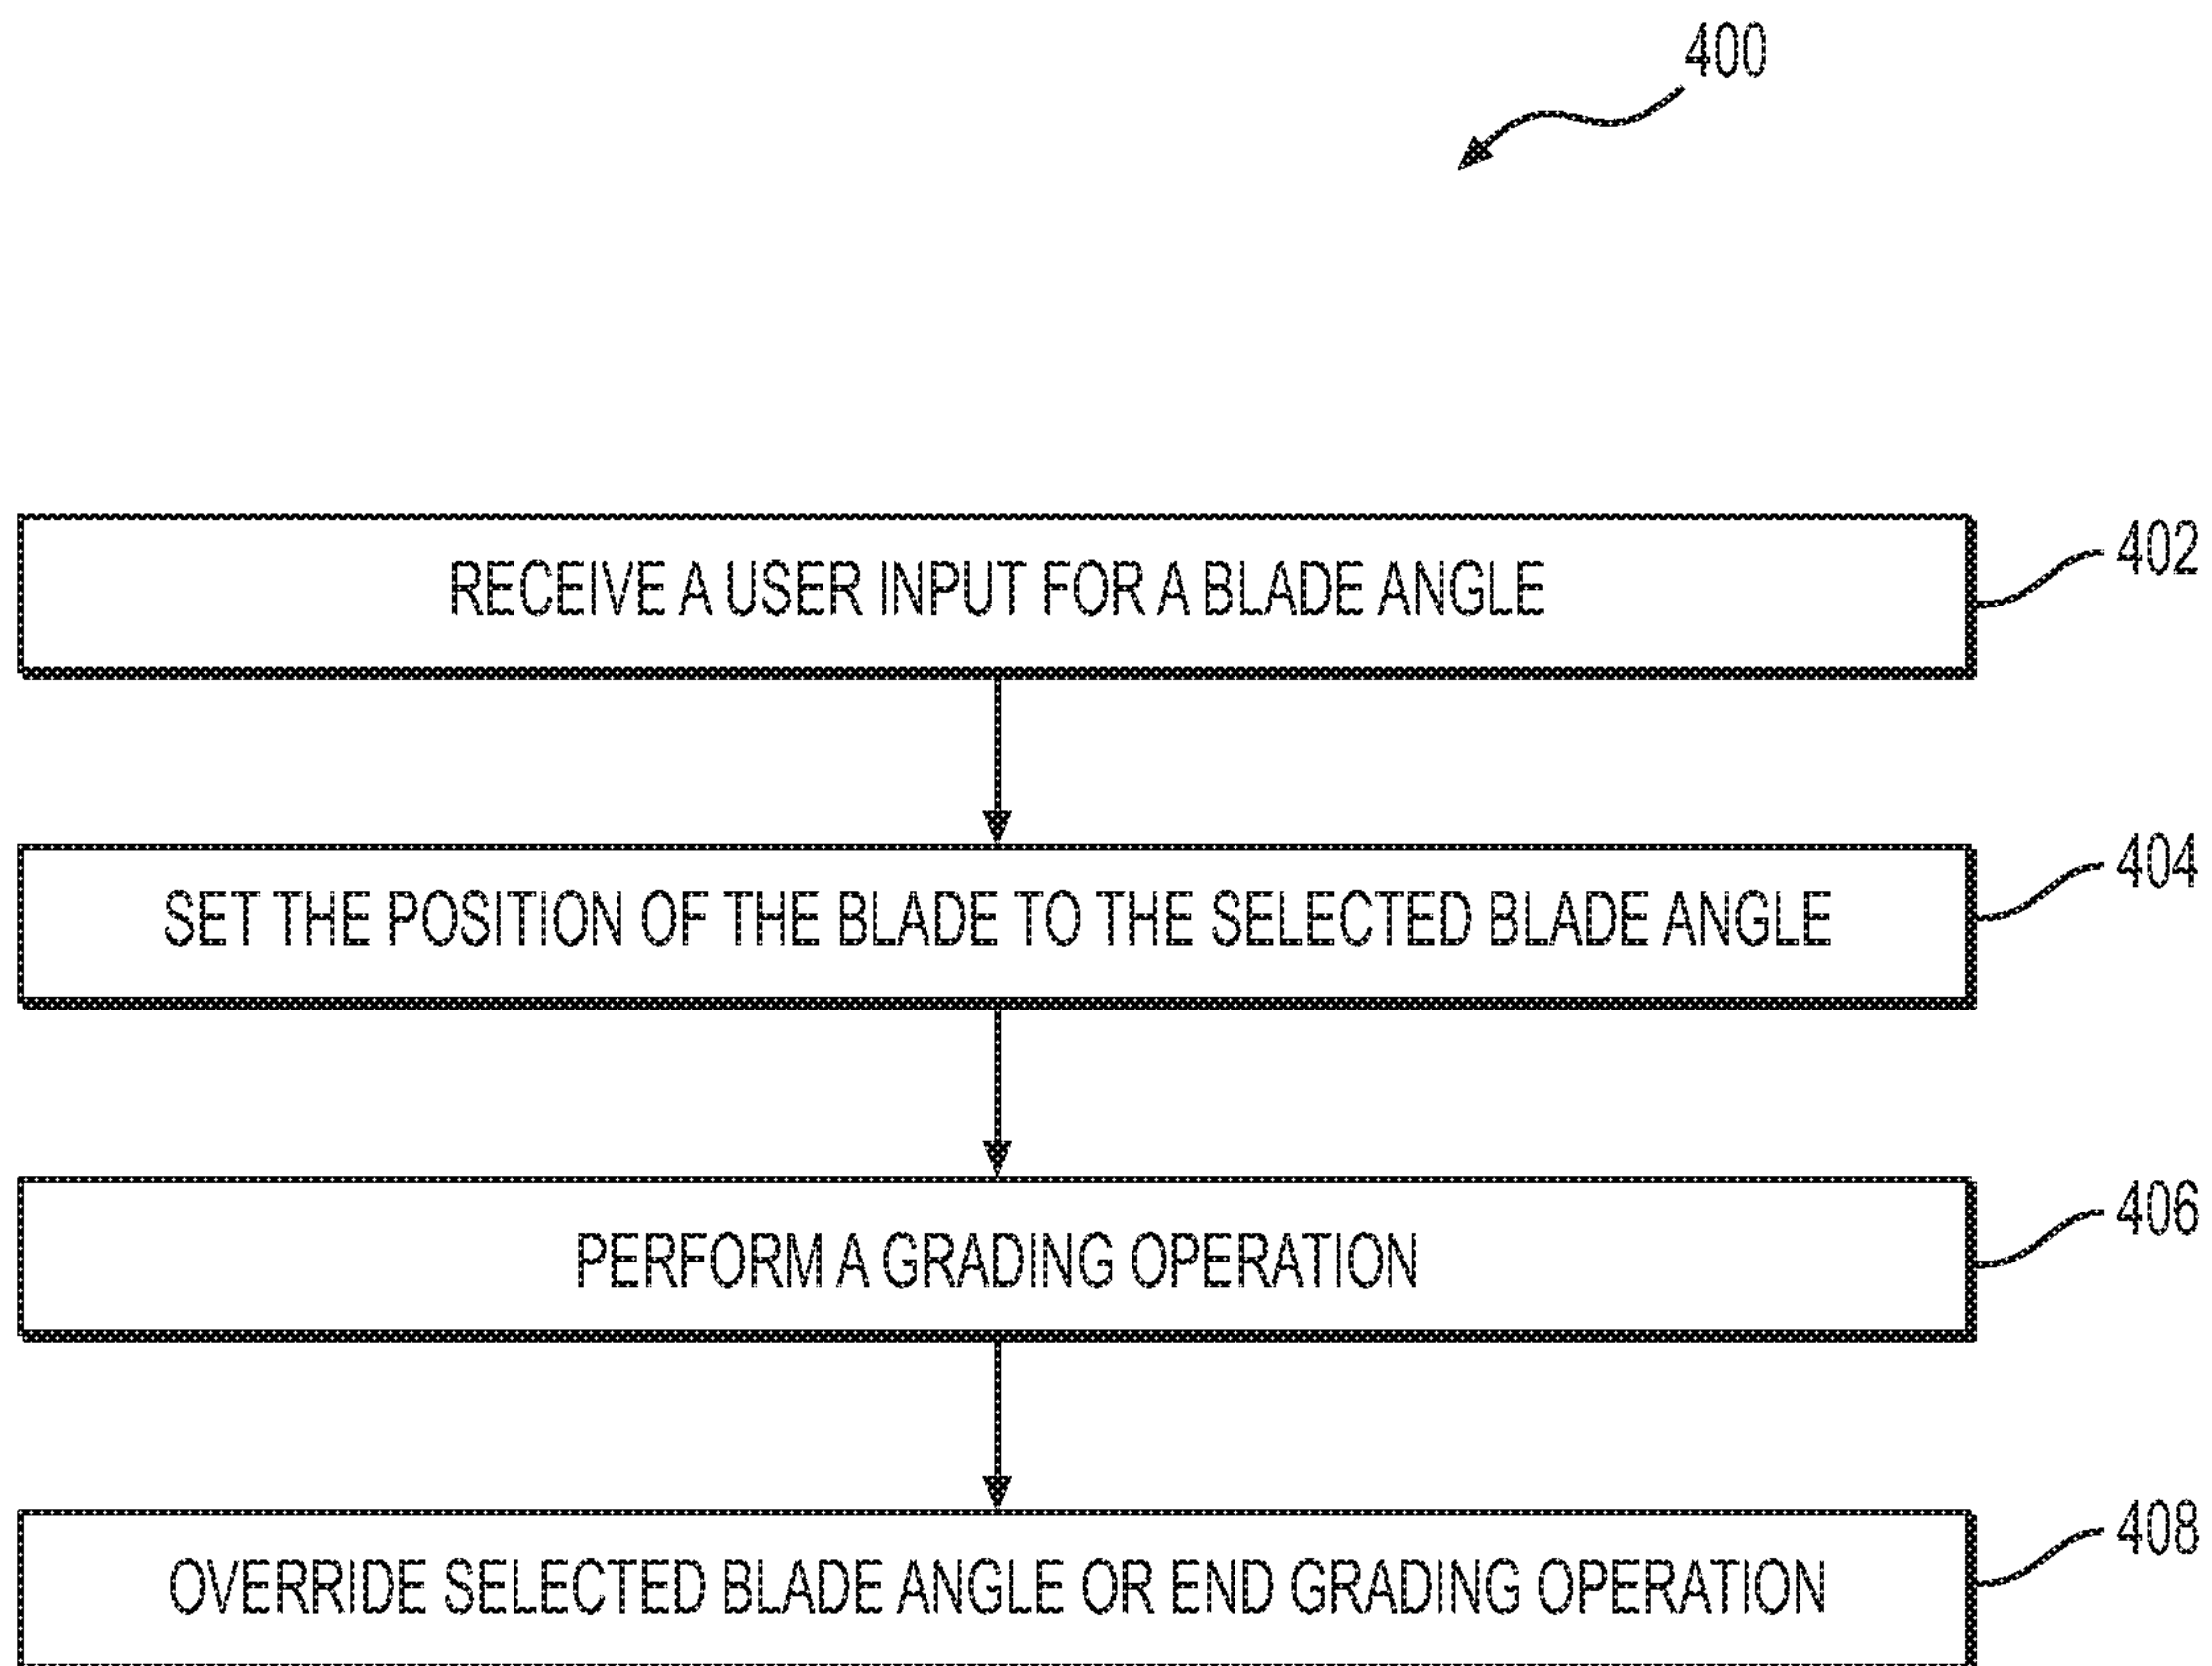 400
RECEIVE A USER INPUT FOR A BLADE ANGLE
402
SET THE POSITION OF THE BLADE TO THE SELECTED BLADE ANGLE
404
PERFORM A GRADING OPERATION
406
OVERRIDE SELECTED BLADE ANGLE OR END GRADING OPERATION
408